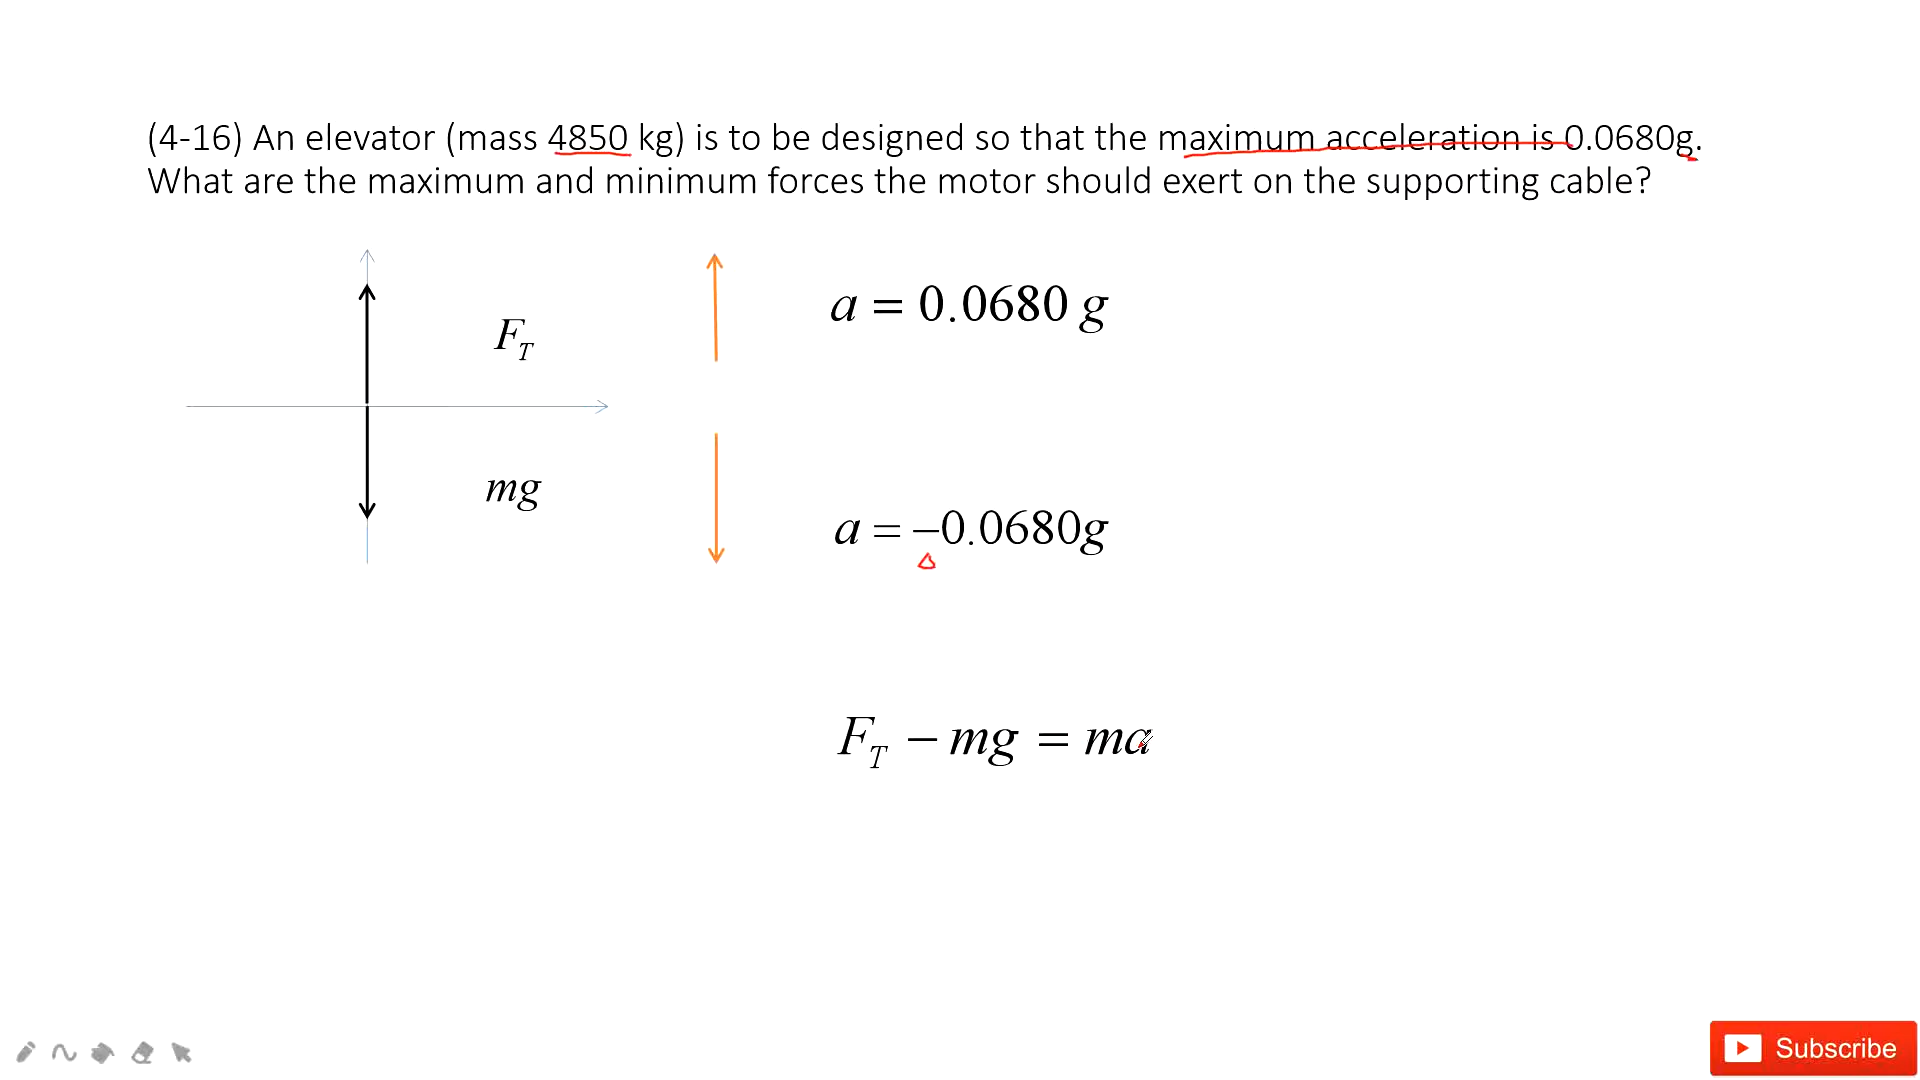 (4-16) An elevator (mass 4850 kg) is to be designed so that the maximum acceleration is 0.0680g.
What are the maximum and minimum forces the motor should exert on the supporting cable?
F_T
a = 0.0680 g
mg
a = –0.0680g
F_T − mg = ma
Subscribe